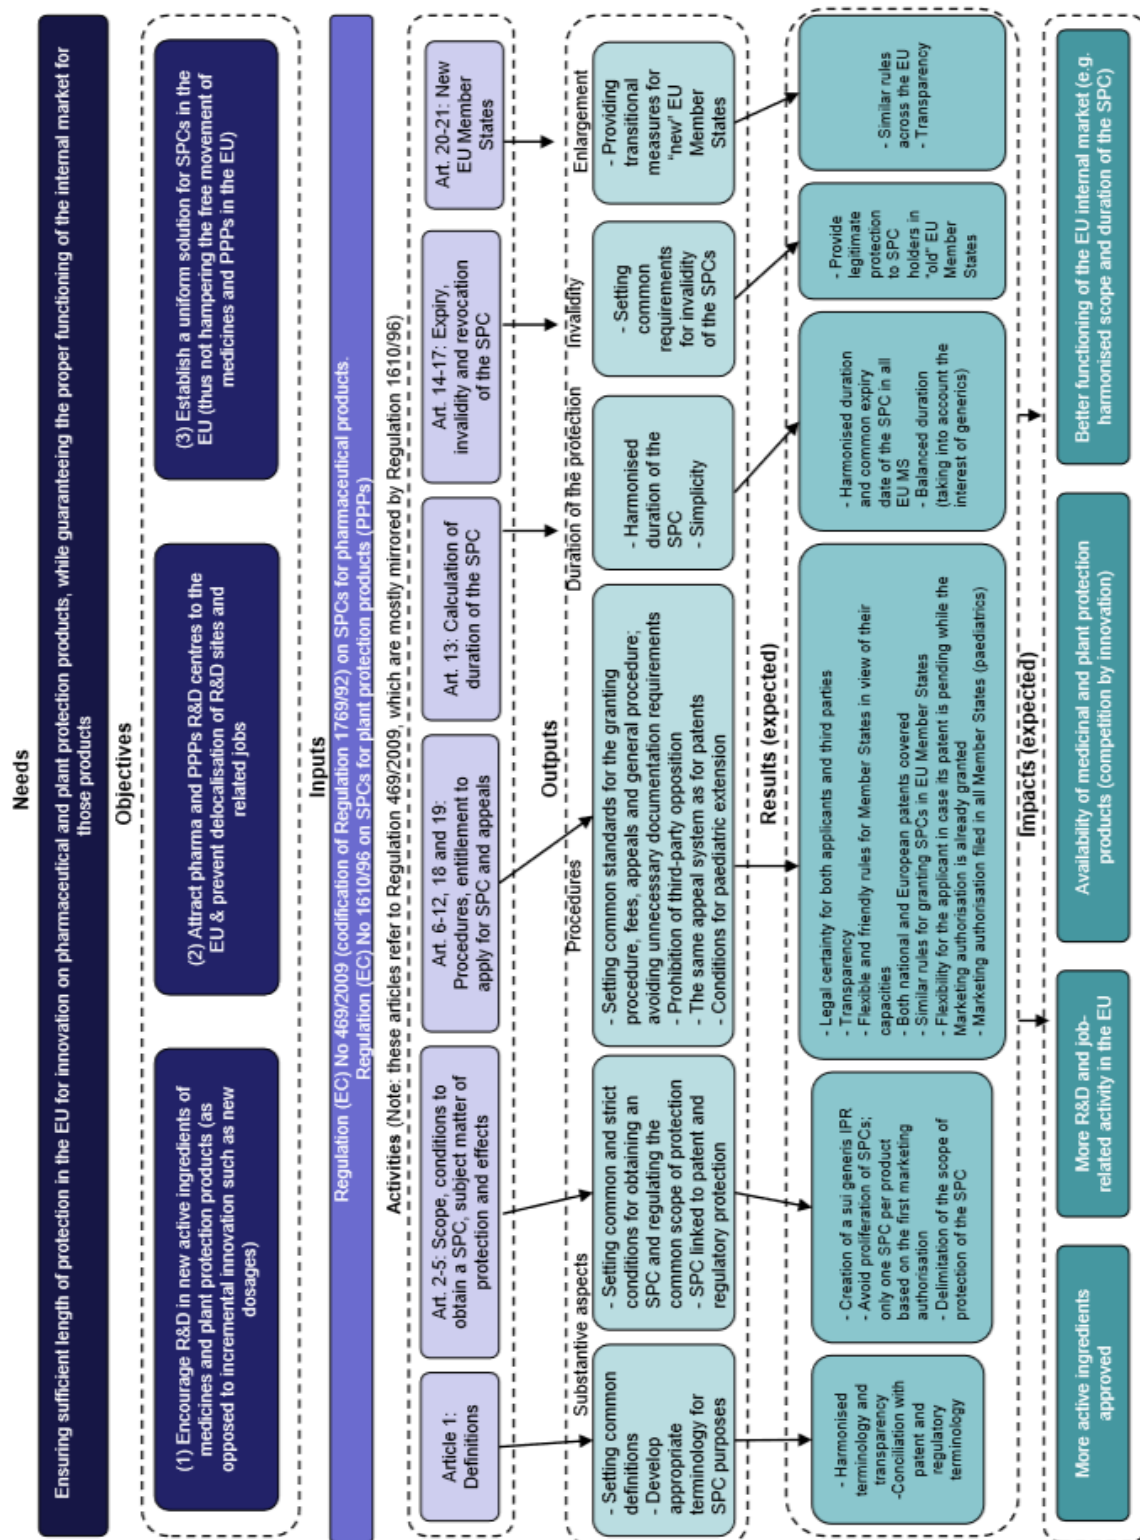 Needs
Ensuring sufficient length of protection in the EU for innovation on pharmaceutical and plant protection products, while guaranteeing the proper functioning of the internal market for
those products
Objectives
(1) Encourage R&D in new active ingredients of
medicines and plant protection products (as
opposed to incremental innovation such as new
dosages)
(2) Attract pharma and PPPs R&D centres to the
EU & prevent delocalisation of R&D sites and
related jobs
(3) Establish a uniform solution for SPCs in the
EU (thus not hampering the free movement of
medicines and PPPs in the EU)
Inputs
Regulation (EC) No 469/2009 (codification of Regulation 1769/92) on SPCs for pharmaceutical products.
Regulation (EC) No 1610/96 on SPCs for plant protection products (PPPs)
Activities (Note: these articles refer to Regulation 469/2009, which are mostly mirrored by Regulation 1610/96)
Article 1:
Definitions
Art. 2-5: Scope, conditions to
obtain a SPC, subject matter of
protection and effects
Art. 6-12, 18 and 19:
Procedures, entitlement to
apply for SPC and appeals
Art. 13: Calculation of
duration of the SPC
Art. 14-17: Expiry,
invalidity and revocation
of the SPC
Art. 20-21: New
EU Member
States
Outputs
Substantive aspects
Procedures
Duration of the protection
Invalidity
Enlargement
- Setting common
definitions
- Develop
appropriate
terminology for
SPC purposes
- Setting common and strict
conditions for obtaining an
SPC and regulating the
common scope of protection
- SPC linked to patent and
regulatory protection
- Setting common standards for the granting
procedure, fees, appeals and general procedure;
avoiding unnecessary documentation requirements
- Prohibition of third-party opposition
- The same appeal system as for patents
- Conditions for paediatric extension
- Harmonised
duration of the
SPC
- Simplicity
- Setting
common
requirements
for invalidity
of the SPCs
- Providing
transitional
measures for
"new" EU
Member
States
Results (expected)
- Harmonised
terminology and
transparency
-Conciliation with
patent and
regulatory
terminology
- Creation of a sui generis IPR
- Avoid proliferation of SPCs;
only one SPC per product
based on the first marketing
authorisation
- Delimitation of the scope of
protection of the SPC
- Legal certainty for both applicants and third parties
- Transparency
- Flexible and friendly rules for Member States in view of their
capacities
- Both national and European patents covered
- Similar rules for granting SPCs in EU Member States
- Flexibility for the applicant in case its patent is pending while the
Marketing authorisation is already granted
- Marketing authorisation filed in all Member States (paediatrics)
- Harmonised duration
and common expiry
date of the SPC in all
EU MS
- Balanced duration
(taking into account the
interest of generics)
- Provide
legitimate
protection to
SPC
holders in
"old" EU
Member
States
- Similar rules
across the EU
- Transparency
Impacts (expected)
More active ingredients
approved
More R&D and job-
related activity in the EU
Availability of medicinal and plant protection
products (competition by innovation)
Better functioning of the EU internal market (e.g.
harmonised scope and duration of the SPC)